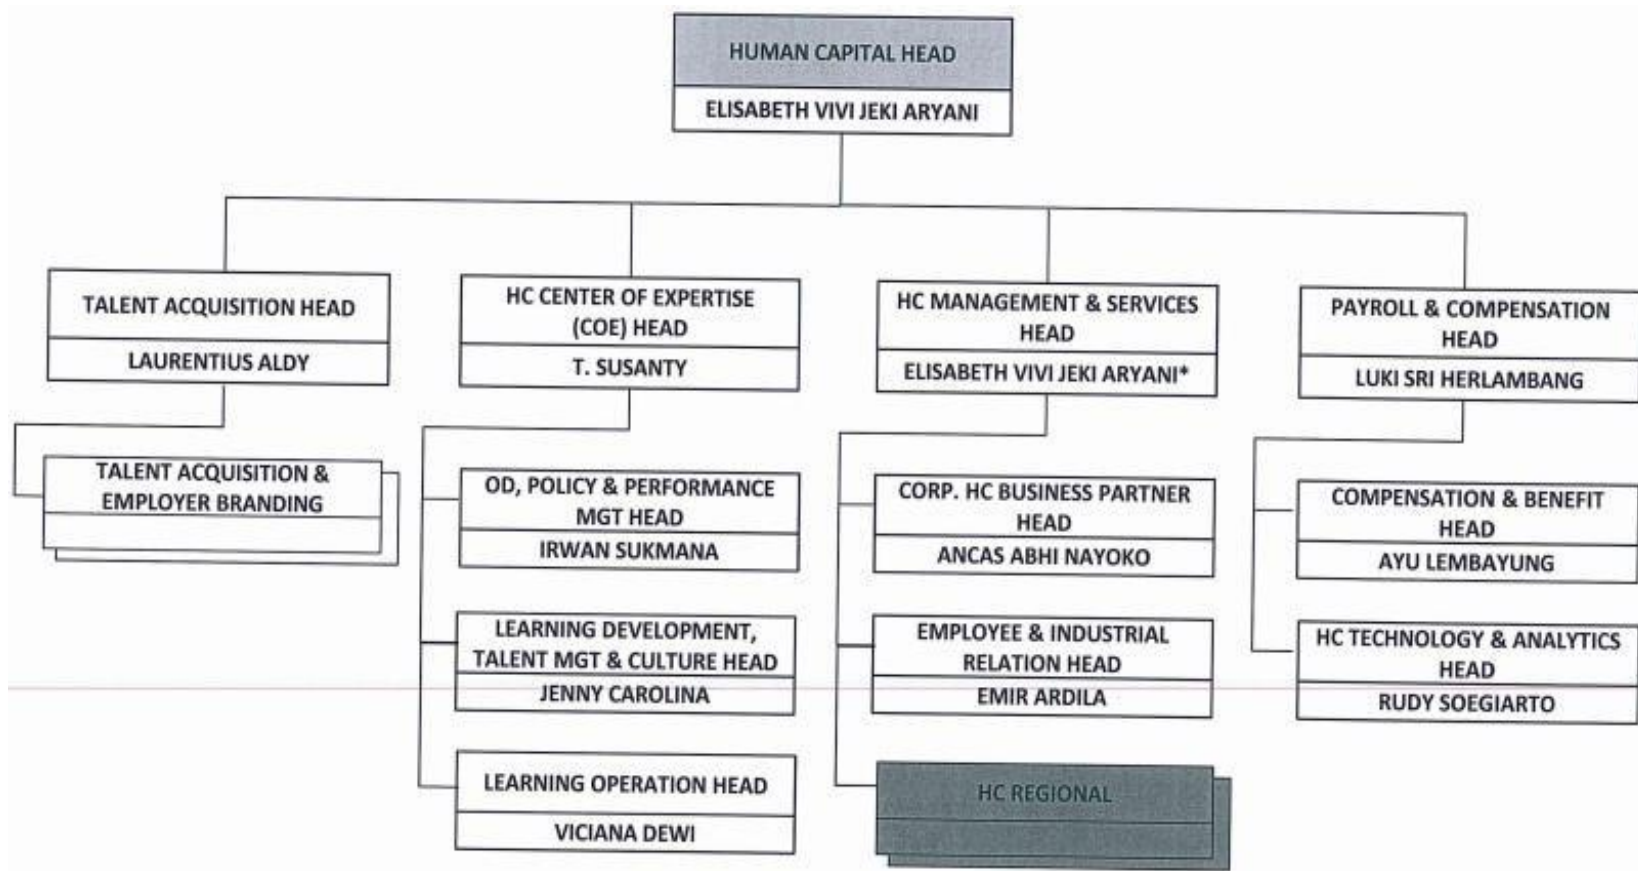 HUMAN CAPITAL HEAD
ELISABETH VIVI JEKI ARYANI
TALENT ACQUISITION HEAD
LAURENTIUS ALDY
HC CENTER OF EXPERTISE
(COE) HEAD
T. SUSANTY
HC MANAGEMENT & SERVICES
HEAD
ELISABETH VIVI JEKI ARYANI*
PAYROLL & COMPENSATION
HEAD
LUKI SRI HERLAMBANG
TALENT ACQUISITION &
EMPLOYER BRANDING
OD, POLICY & PERFORMANCE
MGT HEAD
IRWAN SUKMANA
LEARNING DEVELOPMENT,
TALENT MGT & CULTURE HEAD
JENNY CAROLINA
LEARNING OPERATION HEAD
VICIANA DEWI
CORP. HC BUSINESS PARTNER
HEAD
ANCAS ABHI NAYOKO
EMPLOYEE & INDUSTRIAL
RELATION HEAD
EMIR ARDILA
HC REGIONAL
COMPENSATION & BENEFIT
HEAD
AYU LEMBAYUNG
HC TECHNOLOGY & ANALYTICS
HEAD
RUDY SOEGIARTO